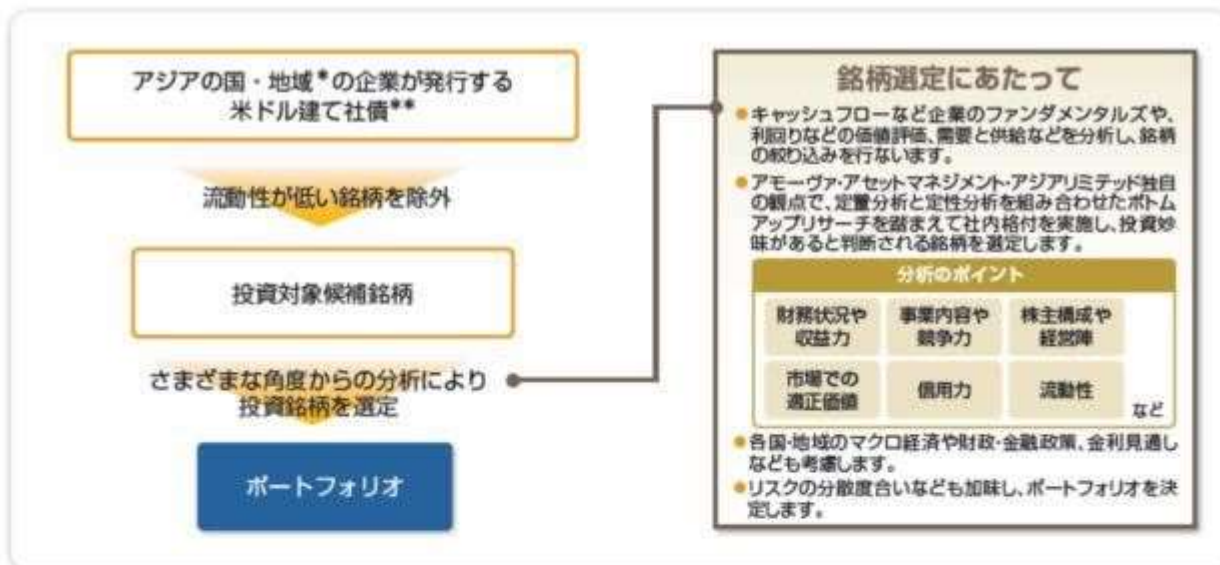 アジアの国・地域*の企業が発行する
米ドル建て社債**
流動性が低い銘柄を除外
投資対象候補銘柄
さまざまな角度からの分析により
投資銘柄を選定
ポートフォリオ
銘柄選定にあたって
●キャッシュフローなど企業のファンダメンタルズや、
利回りなどの価値評価、需要と供給などを分析し、銘柄
の絞り込みを行ないます。
●アモーヴァ・アセットマネジメント・アジアリミテッド独自
の観点で、定量分析と定性分析を組み合わせたボトム
アップリサーチを踏まえて社内格付を実施し、投資妙
味があると判断される銘柄を選定します。
分析のポイント
財務状況や
収益力
事業内容や
競争力
株主構成や
経営陣
市場での
適正価値
信用力
流動性
など
●各国・地域のマクロ経済や財政・金融政策、金利見通し
なども考慮します。
●リスクの分散度合いなども加味し、ポートフォリオを決
定します。